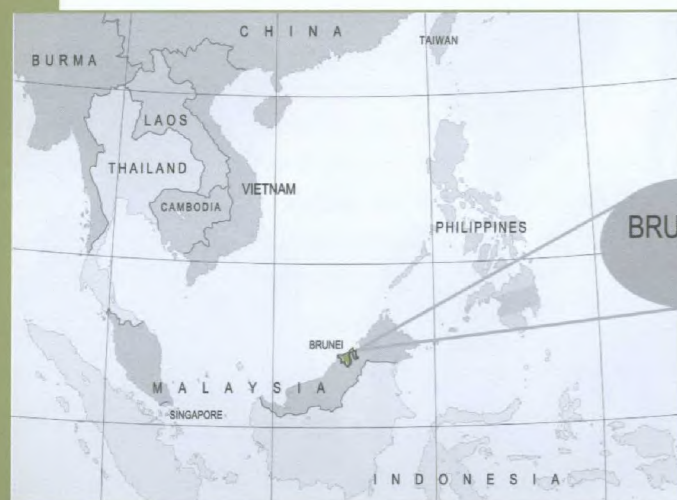 CHINA
TAIWAN
BURMA
LAOS
THAILAND
VIETNAM
CAMBODIA
PHILIPPINES
BRU
BRUNEI
MALAYSIA
SINGAPORE
INDONESIA